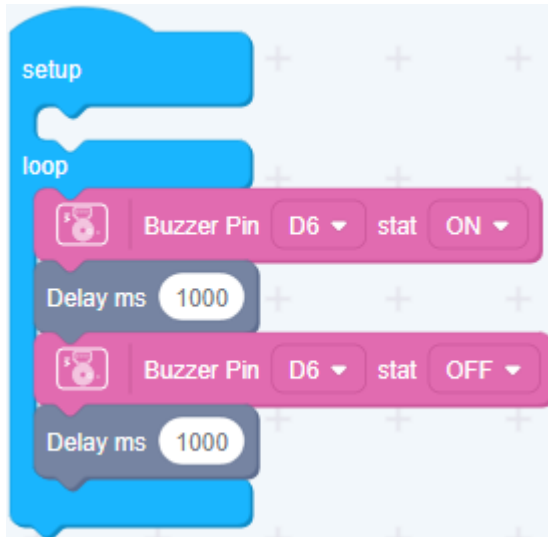 setup
loop
Buzzer Pin D6 stat ON
Delay ms 1000
Buzzer Pin D6 stat OFF
Delay ms 1000